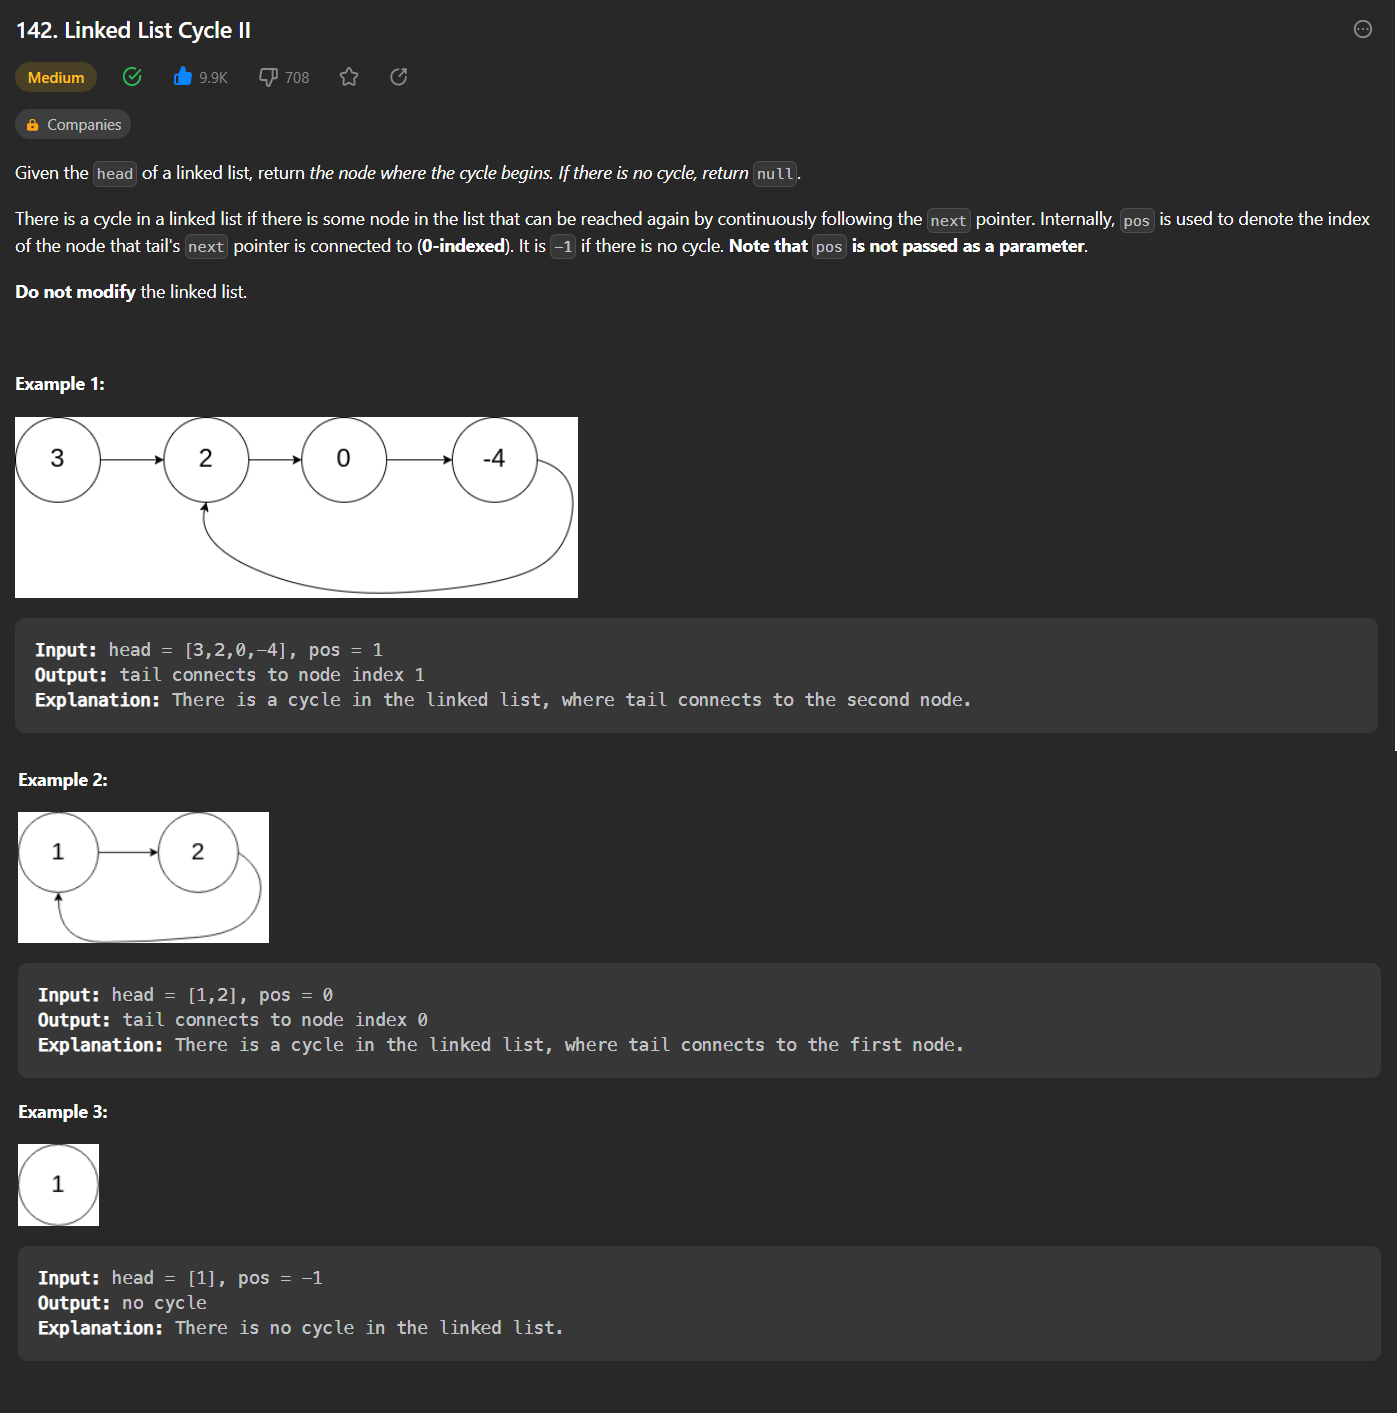 142. Linked List Cycle II
Medium 9.9K 708
Companies
Given the head of a linked list, return the node where the cycle begins. If there is no cycle, return null.
There is a cycle in a linked list if there is some node in the list that can be reached again by continuously following the next pointer. Internally, pos is used to denote the index
of the node that tail's next pointer is connected to (0-indexed). It is -1 if there is no cycle. Note that pos is not passed as a parameter.
Do not modify the linked list.
Example 1:
3 2 0 -4
Input: head = [3,2,0,-4], pos = 1
Output: tail connects to node index 1
Explanation: There is a cycle in the linked list, where tail connects to the second node.
Example 2:
1 2
Input: head = [1,2], pos = 0
Output: tail connects to node index 0
Explanation: There is a cycle in the linked list, where tail connects to the first node.
Example 3:
1
Input: head = [1], pos = -1
Output: no cycle
Explanation: There is no cycle in the linked list.